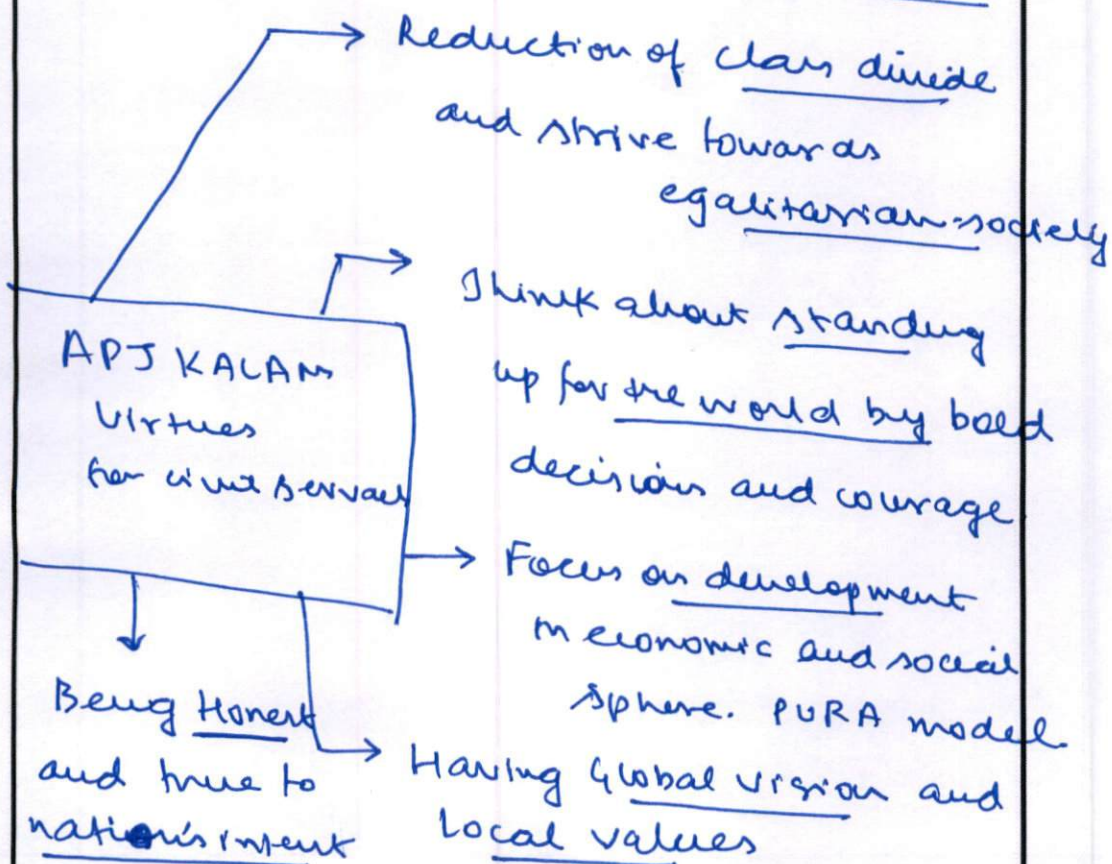 Reduction of class divide
and strive towards
egalitarian society
Think about standing
up for the world by bold
decisions and courage
APJ KALAM
Virtues
for civil servant
Focus on development
in economic and social
sphere. PURA model.
Being Honest
and true to
nation's intent
Having Global vision and
Local values